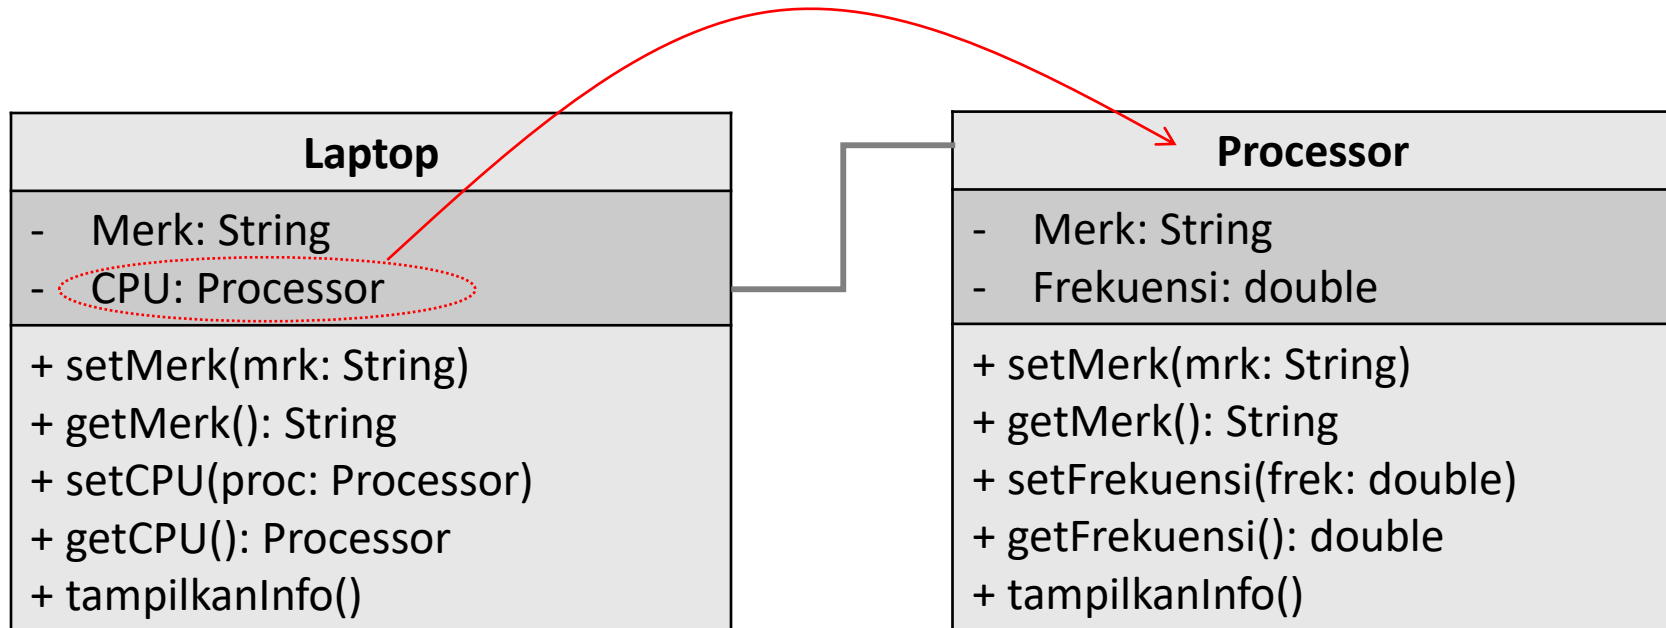 Laptop
- Merk: String
- CPU: Processor
+ setMerk(mrk: String)
+ getMerk(): String
+ setCPU(proc: Processor)
+ getCPU(): Processor
+ tampilkanInfo()
Processor
- Merk: String
- Frekuensi: double
+ setMerk(mrk: String)
+ getMerk(): String
+ setFrekuensi(frek: double)
+ getFrekuensi(): double
+ tampilkanInfo()